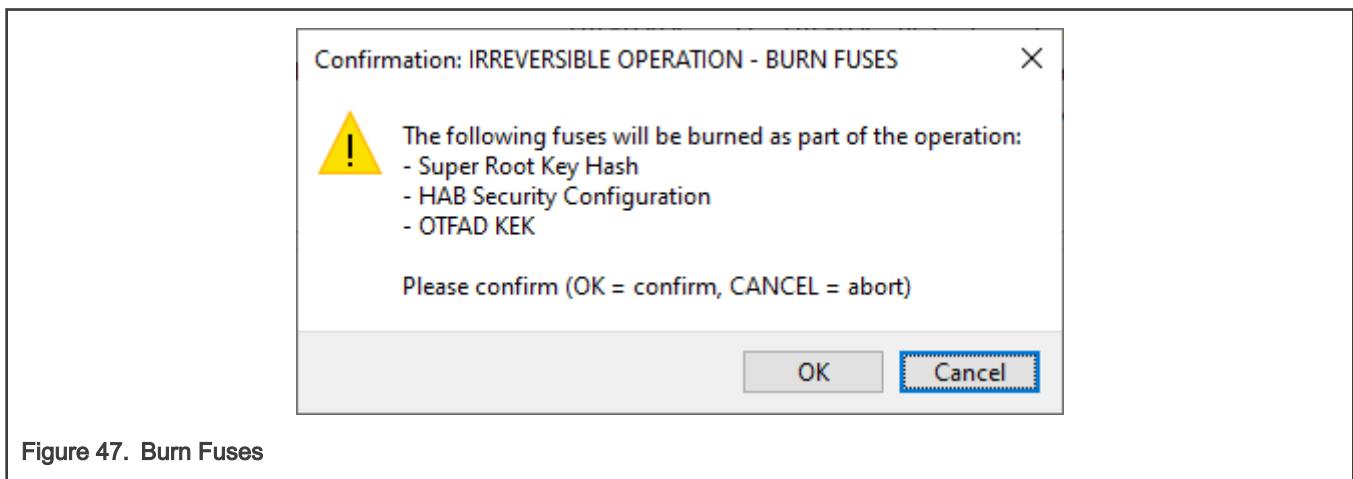 Confirmation: IRREVERSIBLE OPERATION - BURN FUSES
The following fuses will be burned as part of the operation:
- Super Root Key Hash
- HAB Security Configuration
- OTFAD KEK
Please confirm (OK = confirm, CANCEL = abort)
OK
Cancel
Figure 47. Burn Fuses